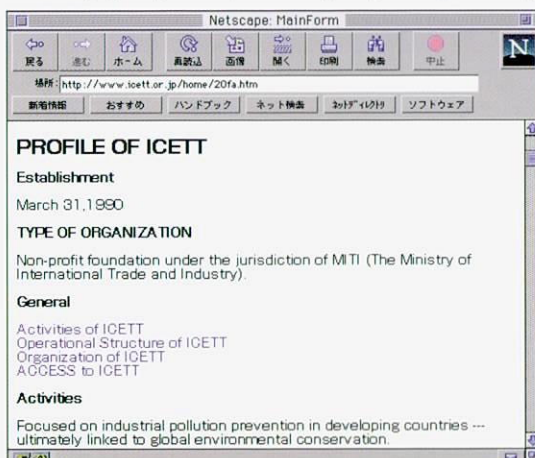 Netscape: MainForm
戻る 進む ホーム 再読込 画像 開く 印刷 検索 中止
N
場所: http://www.icett.or.jp/home/20fa.htm
新着情報 おすすめ ハンドブック ネット検索 ネットディレクトリ ソフトウェア
PROFILE OF ICETT
Establishment
March 31,1990
TYPE OF ORGANIZATION
Non-profit foundation under the jurisdiction of MITI (The Ministry of
International Trade and Industry).
General
Activities of ICETT
Operational Structure of ICETT
Organization of ICETT
ACCESS to ICETT
Activities
Focused on industrial pollution prevention in developing countries ---
ultimately linked to global environmental conservation.